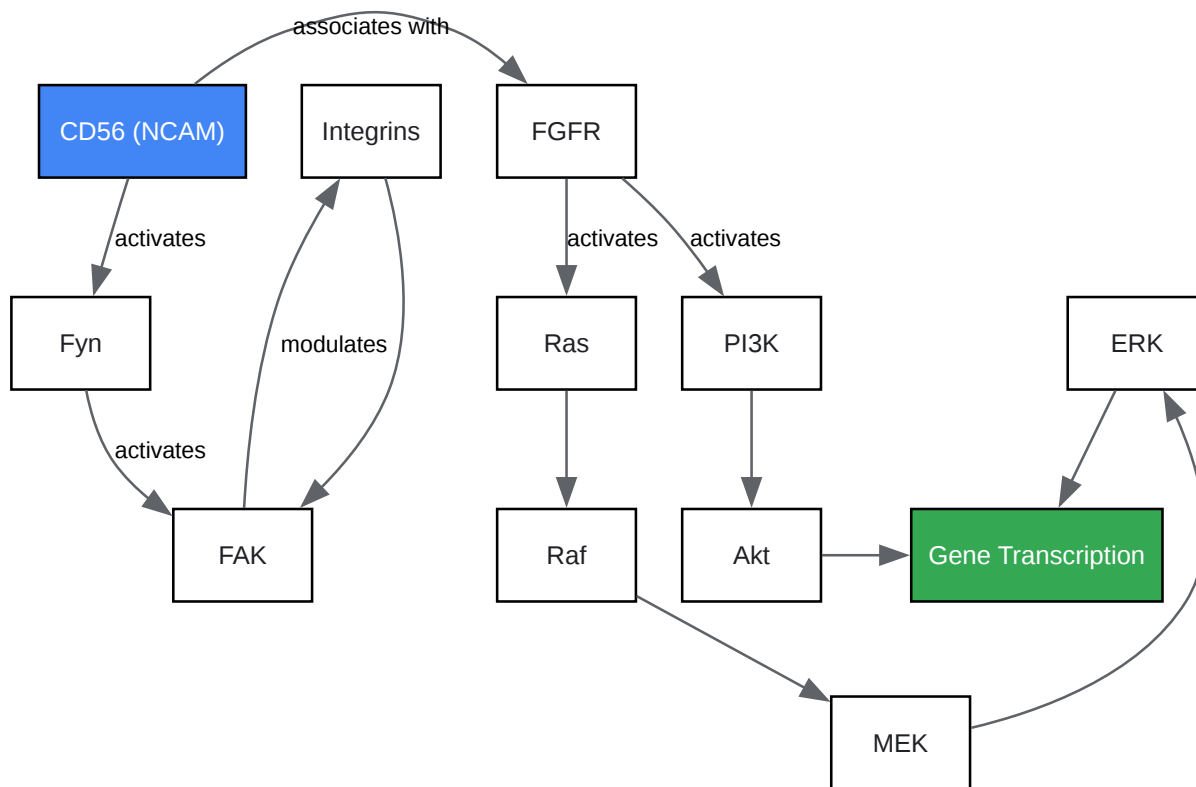 associates with
CD56 (NCAM)
Integrins
FGFR
activates
activates
activates
Fyn
modulates
Ras
PI3K
ERK
activates
FAK
Raf
Akt
Gene Transcription
MEK